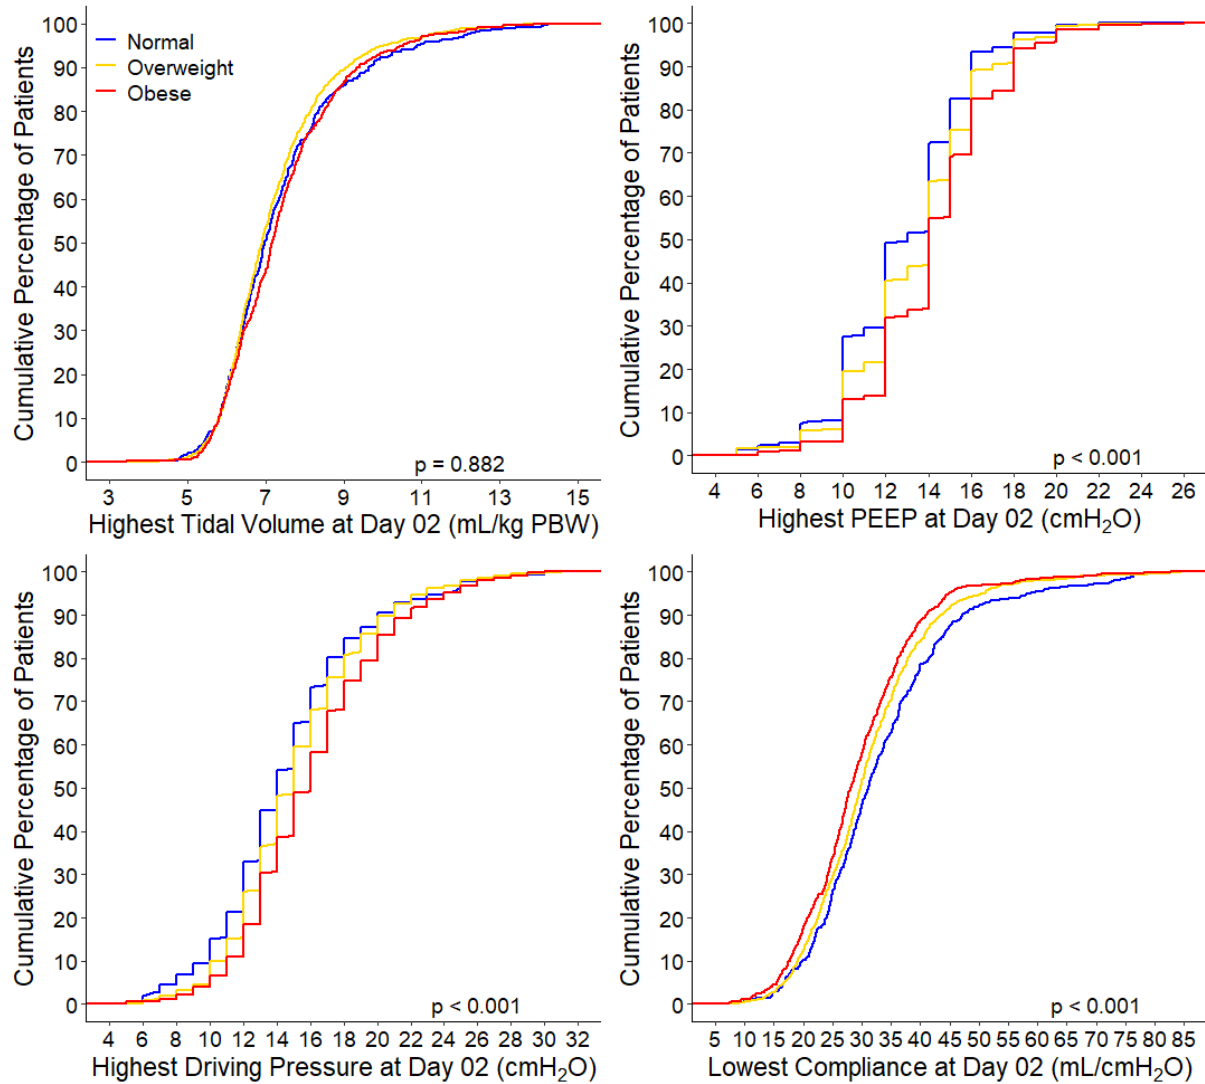 Cumulative Percentage of Patients
100
90
80
70
60
50
40
30
20
10
0
Normal
Overweight
Obese
p = 0.882
3 5 7 9 11 13 15
Highest Tidal Volume at Day 02 (mL/kg PBW)
Cumulative Percentage of Patients
100
90
80
70
60
50
40
30
20
10
0
p < 0.001
4 6 8 10 12 14 16 18 20 22 24 26
Highest PEEP at Day 02 (cmH₂O)
Cumulative Percentage of Patients
100
90
80
70
60
50
40
30
20
10
0
p < 0.001
4 6 8 10 12 14 16 18 20 22 24 26 28 30 32
Highest Driving Pressure at Day 02 (cmH₂O)
Cumulative Percentage of Patients
100
90
80
70
60
50
40
30
20
10
0
p < 0.001
5 10 15 20 25 30 35 40 45 50 55 60 65 70 75 80 85
Lowest Compliance at Day 02 (mL/cmH₂O)